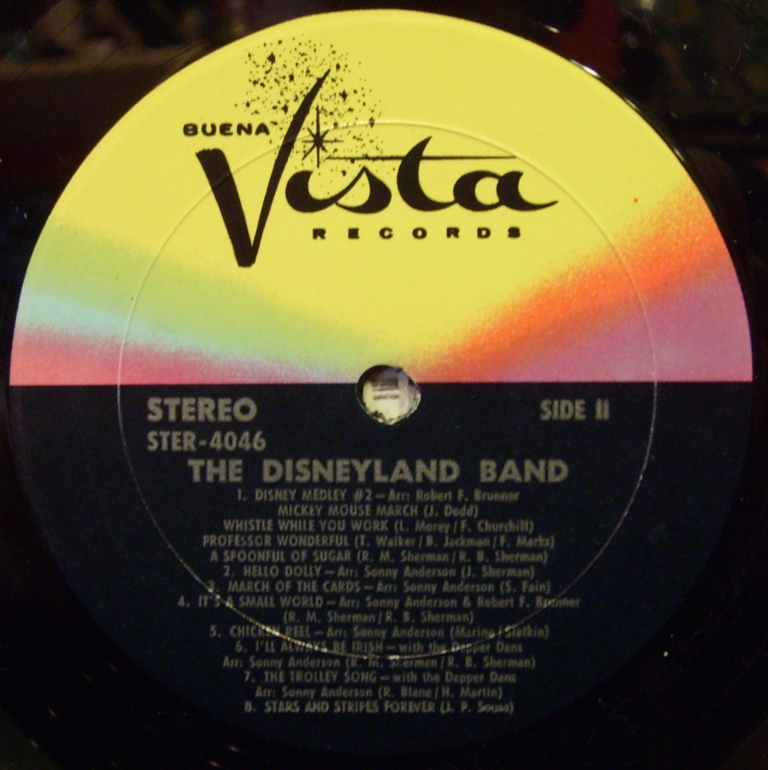 BUENA
Vista
RECORDS
STEREO
SIDE II
STER-4046
THE DISNEYLAND BAND
1. DISNEY MEDLEY #2 — Arr: Robert F. Brunner
MICKEY MOUSE MARCH (J. Dodd)
WHISTLE WHILE YOU WORK (L. Morey / F. Churchill)
PROFESSOR WONDERFUL (T. Walker / B. Jackman / F. Marks)
A SPOONFUL OF SUGAR (R. M. Sherman / R. B. Sherman)
2. HELLO DOLLY — Arr: Sonny Anderson (J. Sherman)
3. MARCH OF THE CARDS — Arr: Sonny Anderson (S. Fain)
4. IT'S A SMALL WORLD — Arr: Sonny Anderson & Robert F. Brunner
(R. M. Sherman / R. B. Sherman)
5. CHICKEN REEL — Arr: Sonny Anderson (Marino / Slotkin)
6. I'LL ALWAYS BE IRISH — with the Dapper Dans
Arr: Sonny Anderson (R. M. Sherman / R. B. Sherman)
7. THE TROLLEY SONG — with the Dapper Dans
Arr: Sonny Anderson (R. Blane / H. Martin)
8. STARS AND STRIPES FOREVER (J. P. Sousa)